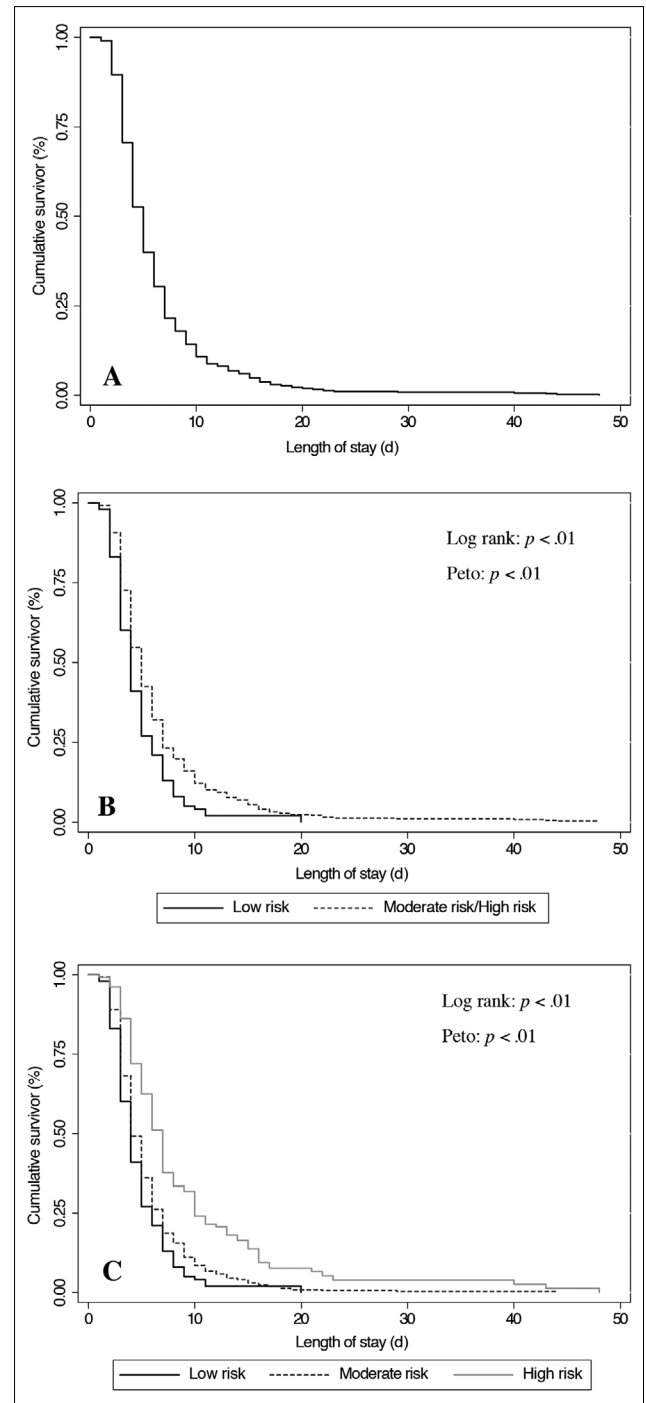 1.00
0.75
0.50
0.25
0.00
Cumulative survivor (%)
A
0 10 20 30 40 50
Length of stay (d)
1.00
0.75
0.50
0.25
0.00
Cumulative survivor (%)
Log rank: p < .01
Peto: p < .01
B
0 10 20 30 40 50
Length of stay (d)
Low risk Moderate risk/High risk
1.00
0.75
0.50
0.25
0.00
Cumulative survivor (%)
Log rank: p < .01
Peto: p < .01
C
0 10 20 30 40 50
Length of stay (d)
Low risk Moderate risk High risk